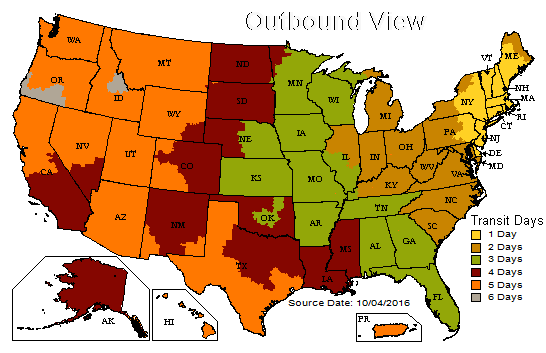 Outbound View
WA
MT
ND
MN
ME
VT
OR
ID
SD
WI
NY
NH
MA
WY
MI
RI
CT
IA
PA
NE
NJ
NV
UT
IL
IN
OH
DE
MD
CA
CO
KS
MO
WV
KY
VA
AZ
NM
OK
TN
NC
AR
SC
TX
MS
AL
GA
LA
FL
AK
HI
PR
Source Date: 10/04/2016
Transit Days
1 Day
2 Days
3 Days
4 Days
5 Days
6 Days